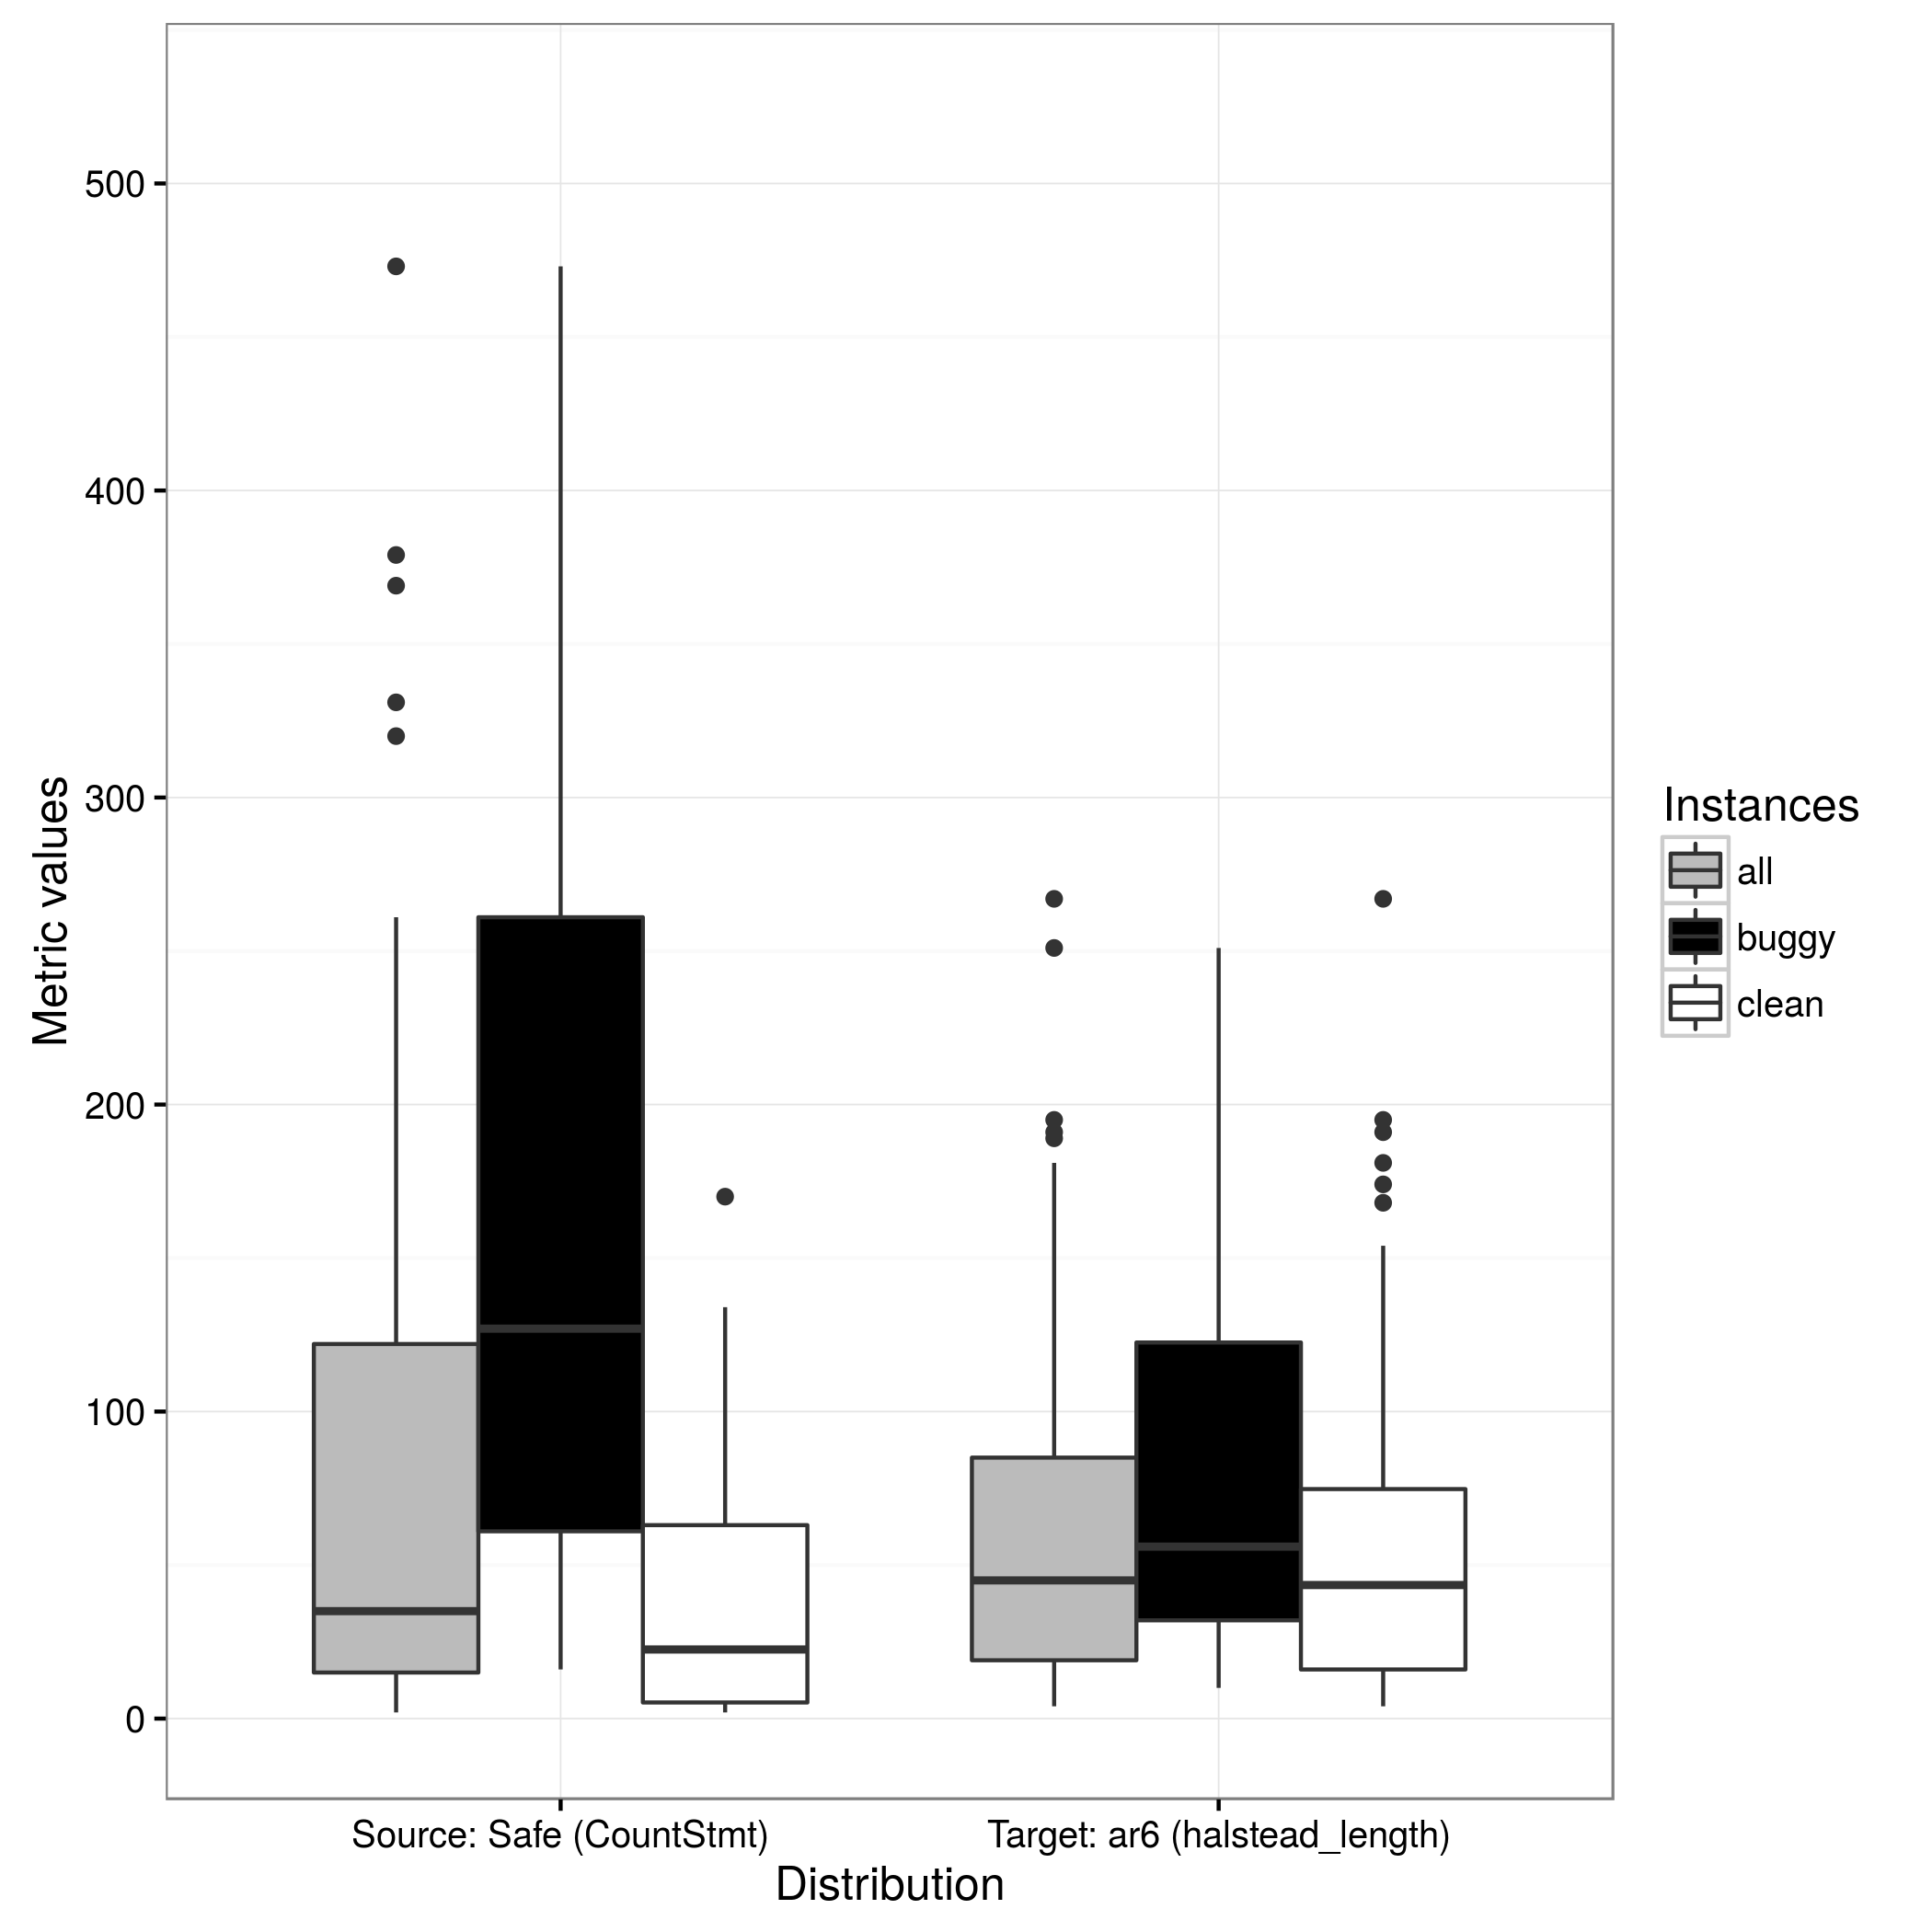 Metric values
500
400
300
200
100
0
Source: Safe (CountStmt)
Target: ar6 (halstead_length)
Distribution
Instances
all
buggy
clean